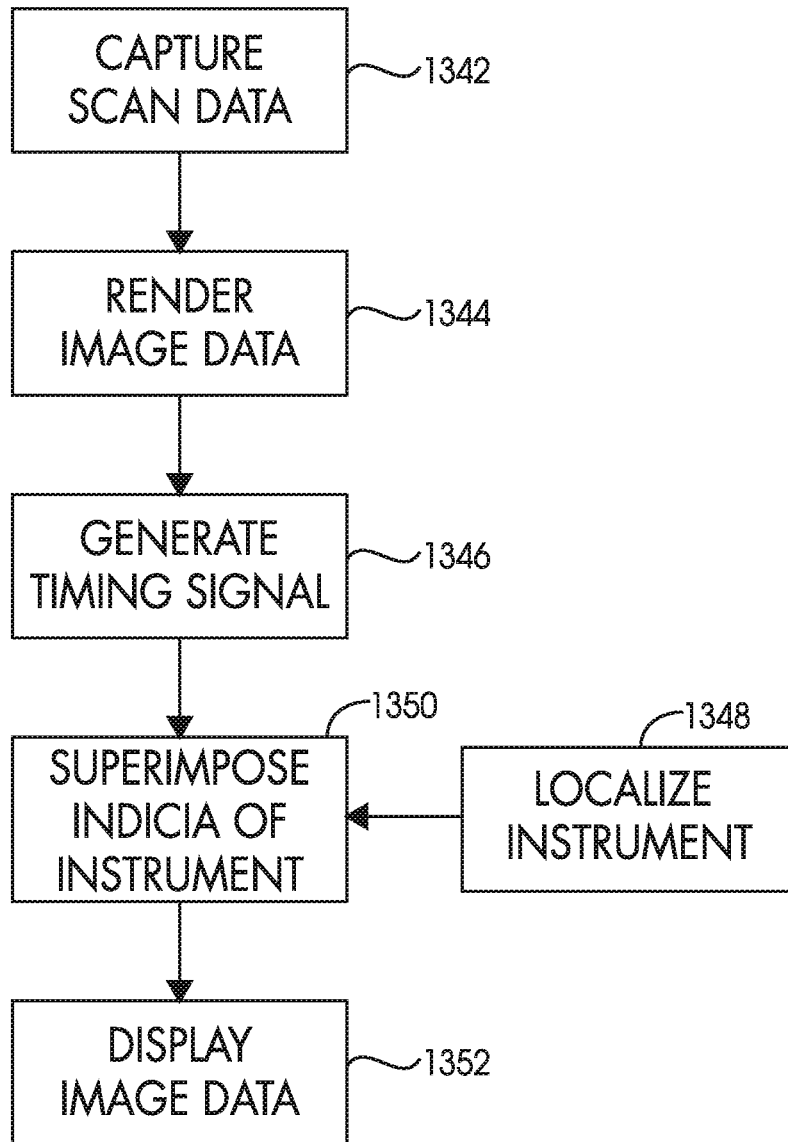 CAPTURE
SCAN DATA
1342
RENDER
IMAGE DATA
1344
GENERATE
TIMING SIGNAL
1346
1350
SUPERIMPOSE
INDICIA OF
INSTRUMENT
1348
LOCALIZE
INSTRUMENT
DISPLAY
IMAGE DATA
1352